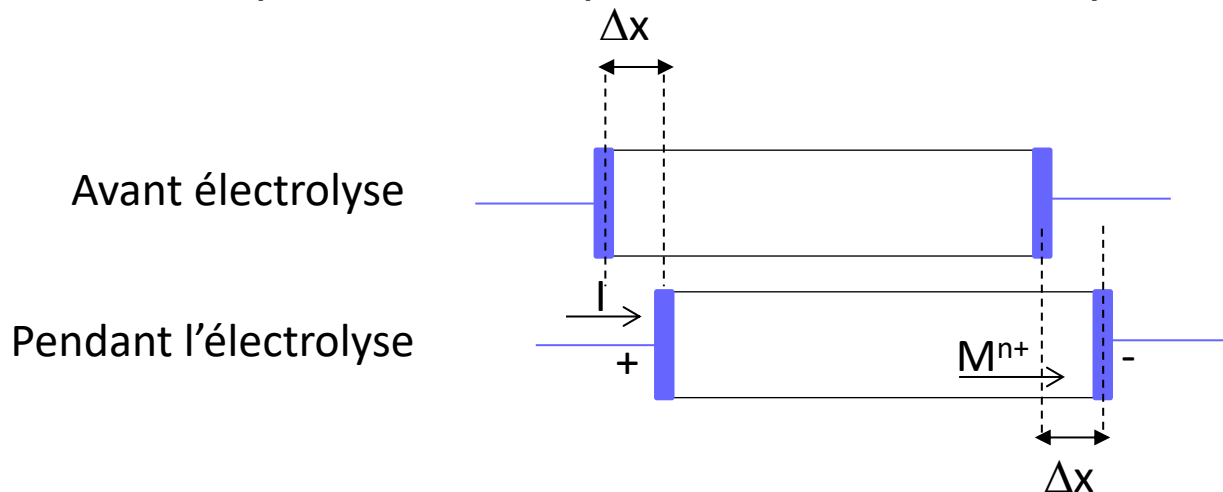 Δx
Avant électrolyse
I
Pendant l'électrolyse
+
Mⁿ⁺
-
Δx